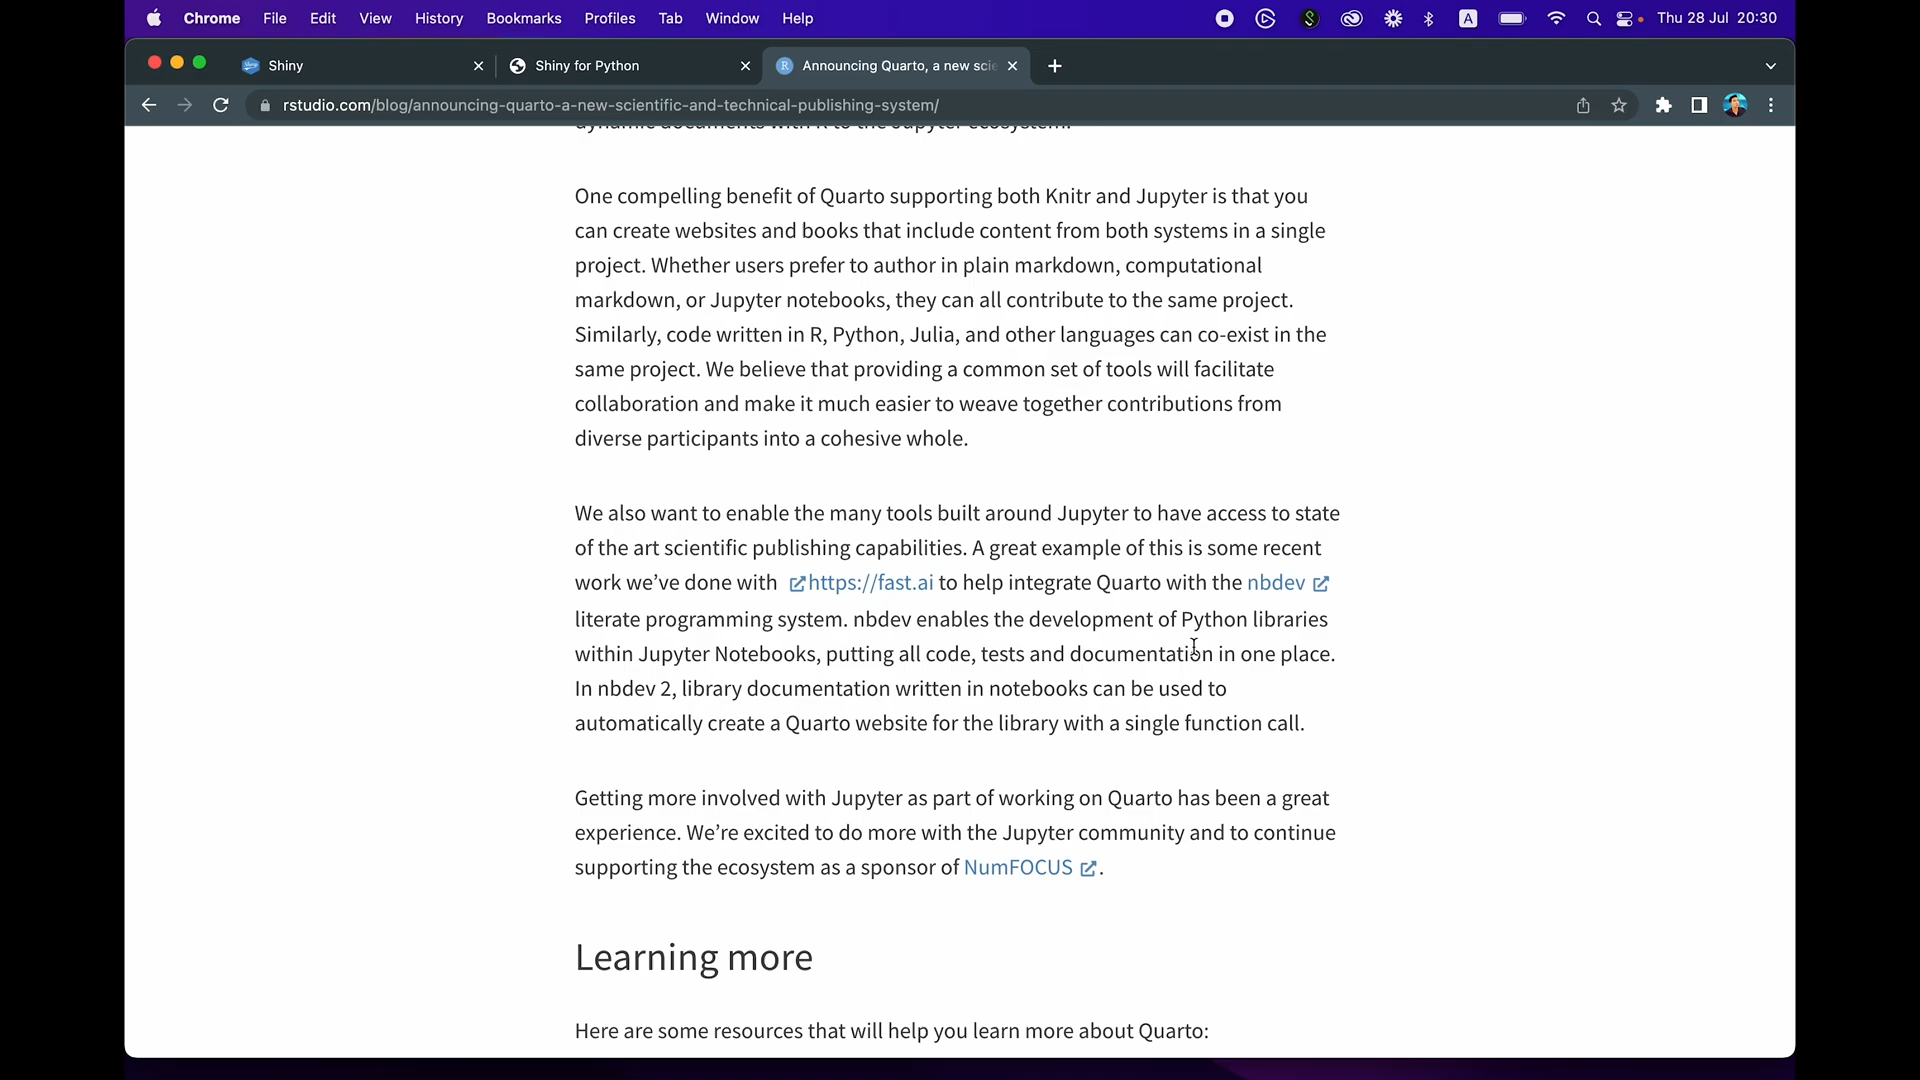 Chrome File Edit View History Bookmarks Profiles Tab Window Help A Thu 28 Jul 20:30
Shiny Shiny for Python Announcing Quarto, a new scie
rstudio.com/blog/announcing-quarto-a-new-scientific-and-technical-publishing-system/
dynamic documents with R to the Jupyter ecosystem.
One compelling benefit of Quarto supporting both Knitr and Jupyter is that you
can create websites and books that include content from both systems in a single
project. Whether users prefer to author in plain markdown, computational
markdown, or Jupyter notebooks, they can all contribute to the same project.
Similarly, code written in R, Python, Julia, and other languages can co-exist in the
same project. We believe that providing a common set of tools will facilitate
collaboration and make it much easier to weave together contributions from
diverse participants into a cohesive whole.
We also want to enable the many tools built around Jupyter to have access to state
of the art scientific publishing capabilities. A great example of this is some recent
work we’ve done with https://fast.ai to help integrate Quarto with the nbdev
literate programming system. nbdev enables the development of Python libraries
within Jupyter Notebooks, putting all code, tests and documentation in one place.
In nbdev 2, library documentation written in notebooks can be used to
automatically create a Quarto website for the library with a single function call.
Getting more involved with Jupyter as part of working on Quarto has been a great
experience. We’re excited to do more with the Jupyter community and to continue
supporting the ecosystem as a sponsor of NumFOCUS .
Learning more
Here are some resources that will help you learn more about Quarto: